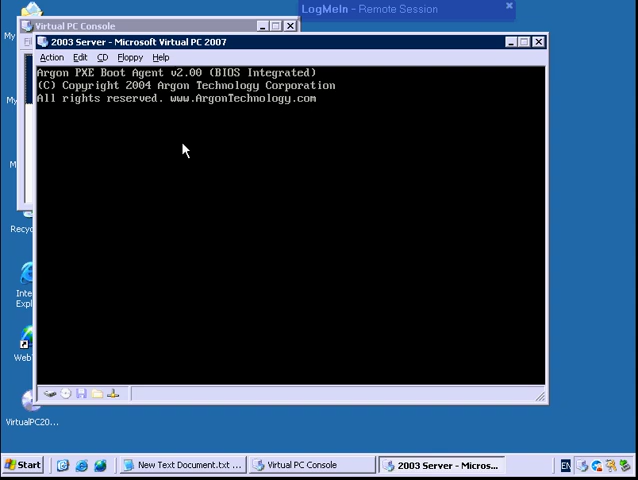 LogMeIn - Remote Session
Virtual PC Console
2003 Server - Microsoft Virtual PC 2007
Action Edit CD Floppy Help
Argon PXE Boot Agent v2.00 (BIOS Integrated)
(C) Copyright 2004 Argon Technology Corporation
All rights reserved. www.ArgonTechnology.com
My
My
M
Recyc
Inte
Expl
Web
VirtualPC20...
Start
New Text Document.txt ...
Virtual PC Console
2003 Server - Micros...
EN